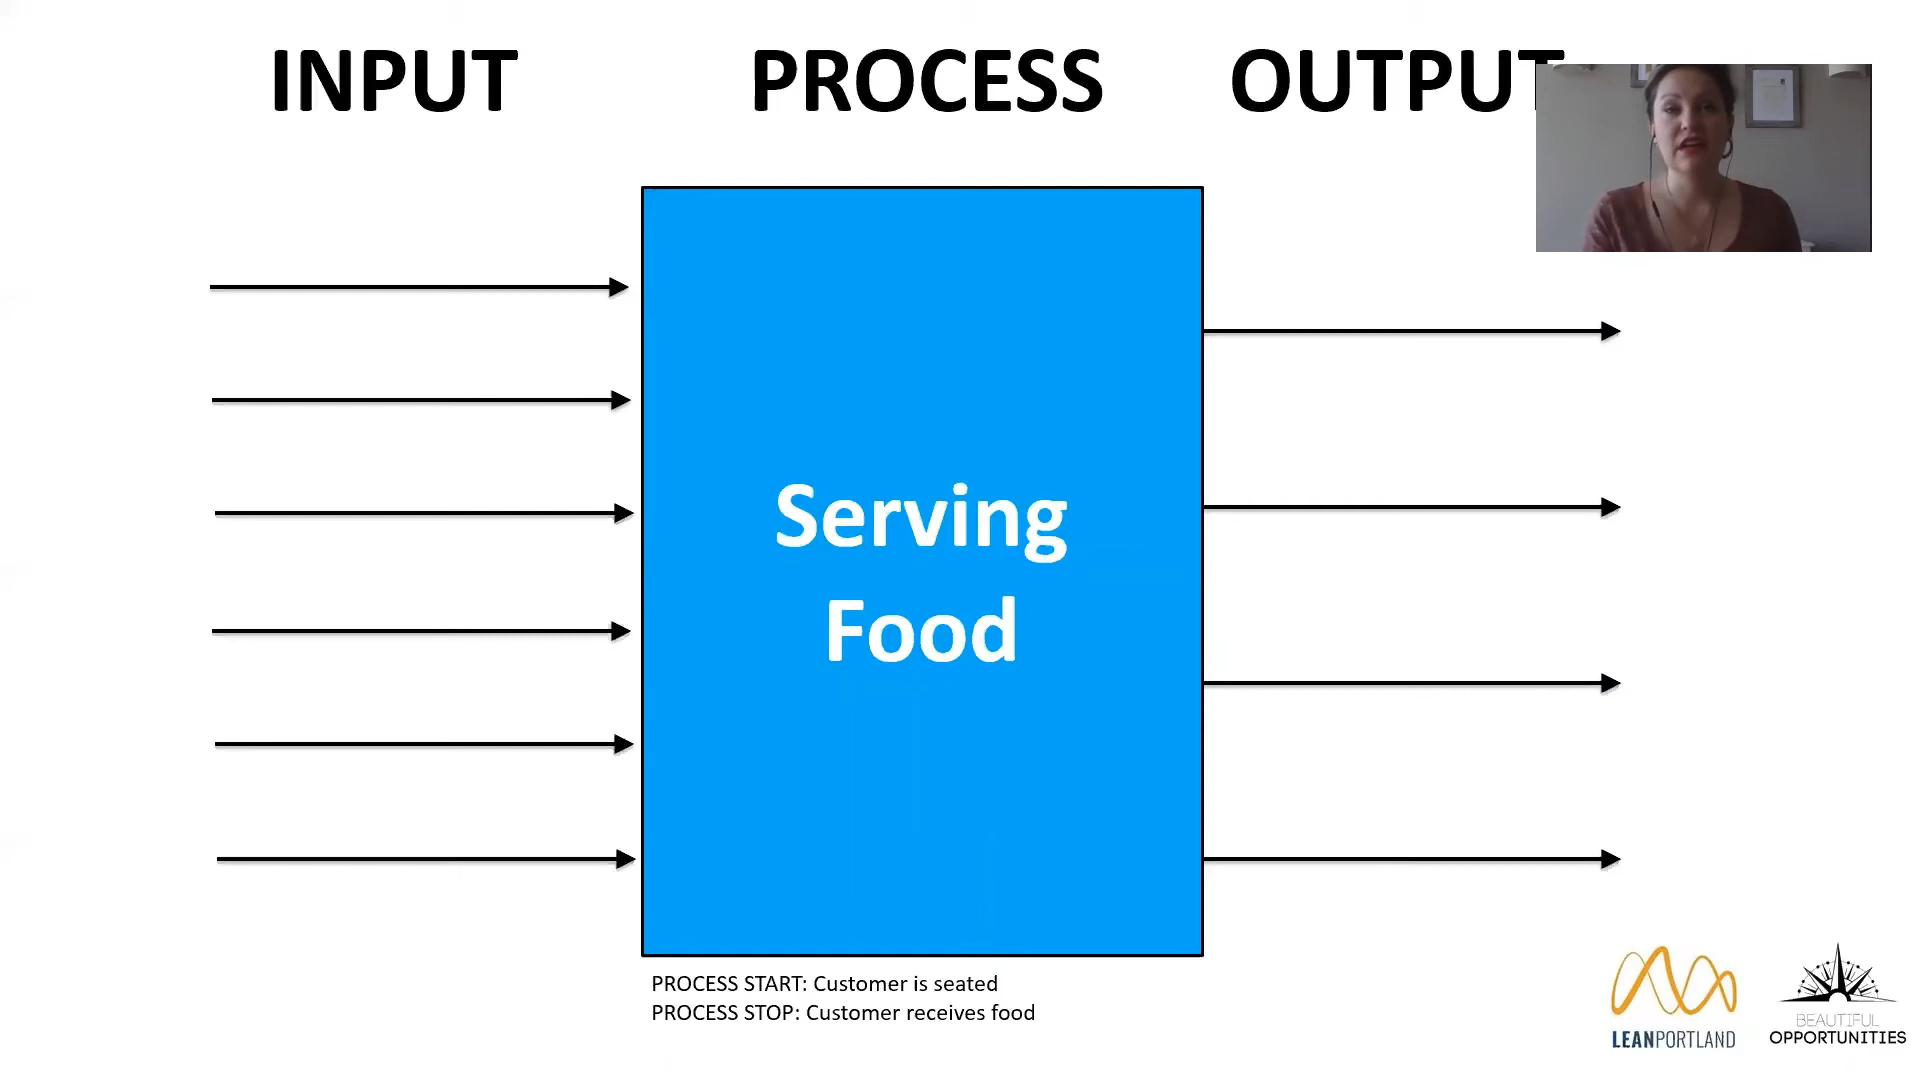 INPUT
PROCESS
OUTPUT
Serving
Food
PROCESS START: Customer is seated
PROCESS STOP: Customer receives food
LEANPORTLAND
BEAUTIFUL
OPPORTUNITIES